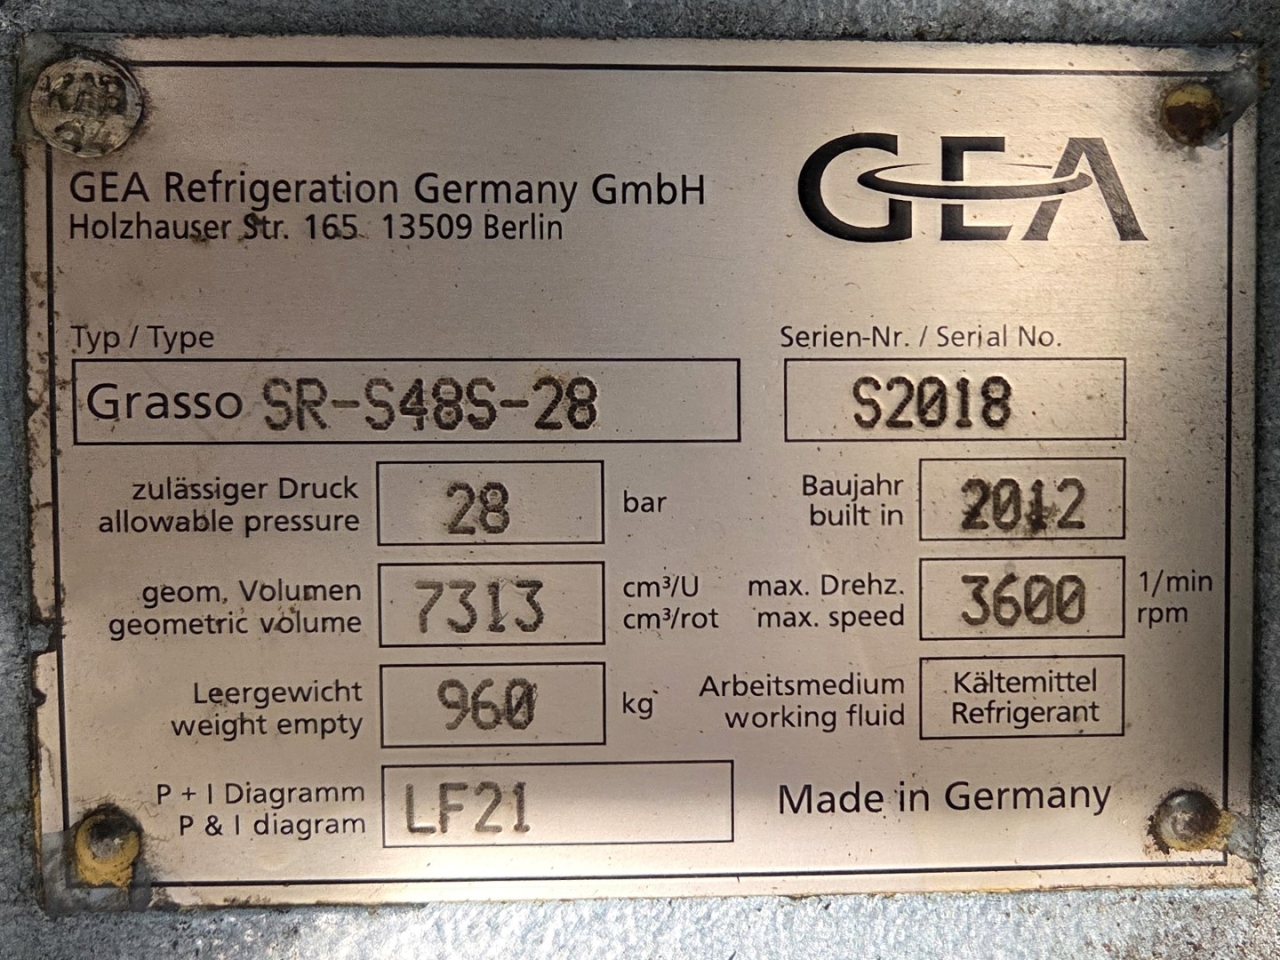 KAB
24
GEA Refrigeration Germany GmbH
Holzhauser Str. 165 13509 Berlin
GEA
Typ / Type
Grasso SR-S48S-28
Serien-Nr. / Serial No.
S2018
zulässiger Druck
allowable pressure
28 bar
Baujahr
built in
2012
geom. Volumen
geometric volume
7313
cm³/U
cm³/rot
max. Drehz.
max. speed
3600
1/min
rpm
Leergewicht
weight empty
960 kg
Arbeitsmedium
working fluid
Kältemittel
Refrigerant
P + I Diagramm
P & I diagram
LF21
Made in Germany